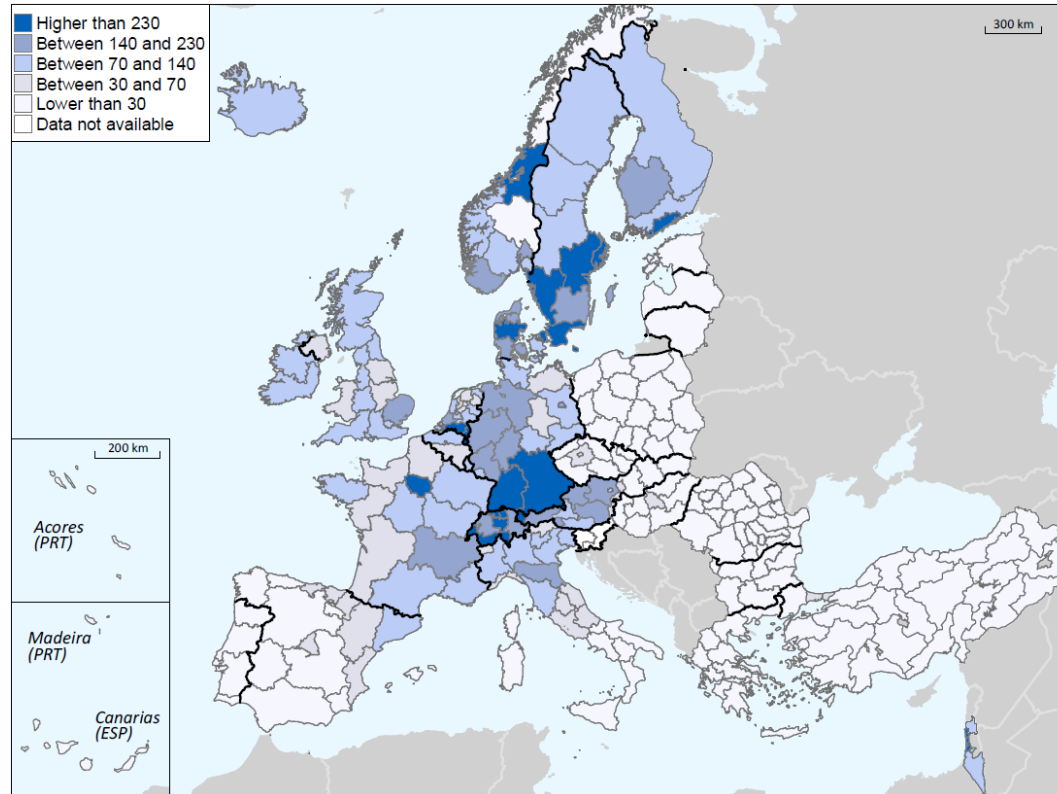 Higher than 230
Between 140 and 230
Between 70 and 140
Between 30 and 70
Lower than 30
Data not available
300 km
200 km
Acores
(PRT)
Madeira
(PRT)
Canarias
(ESP)